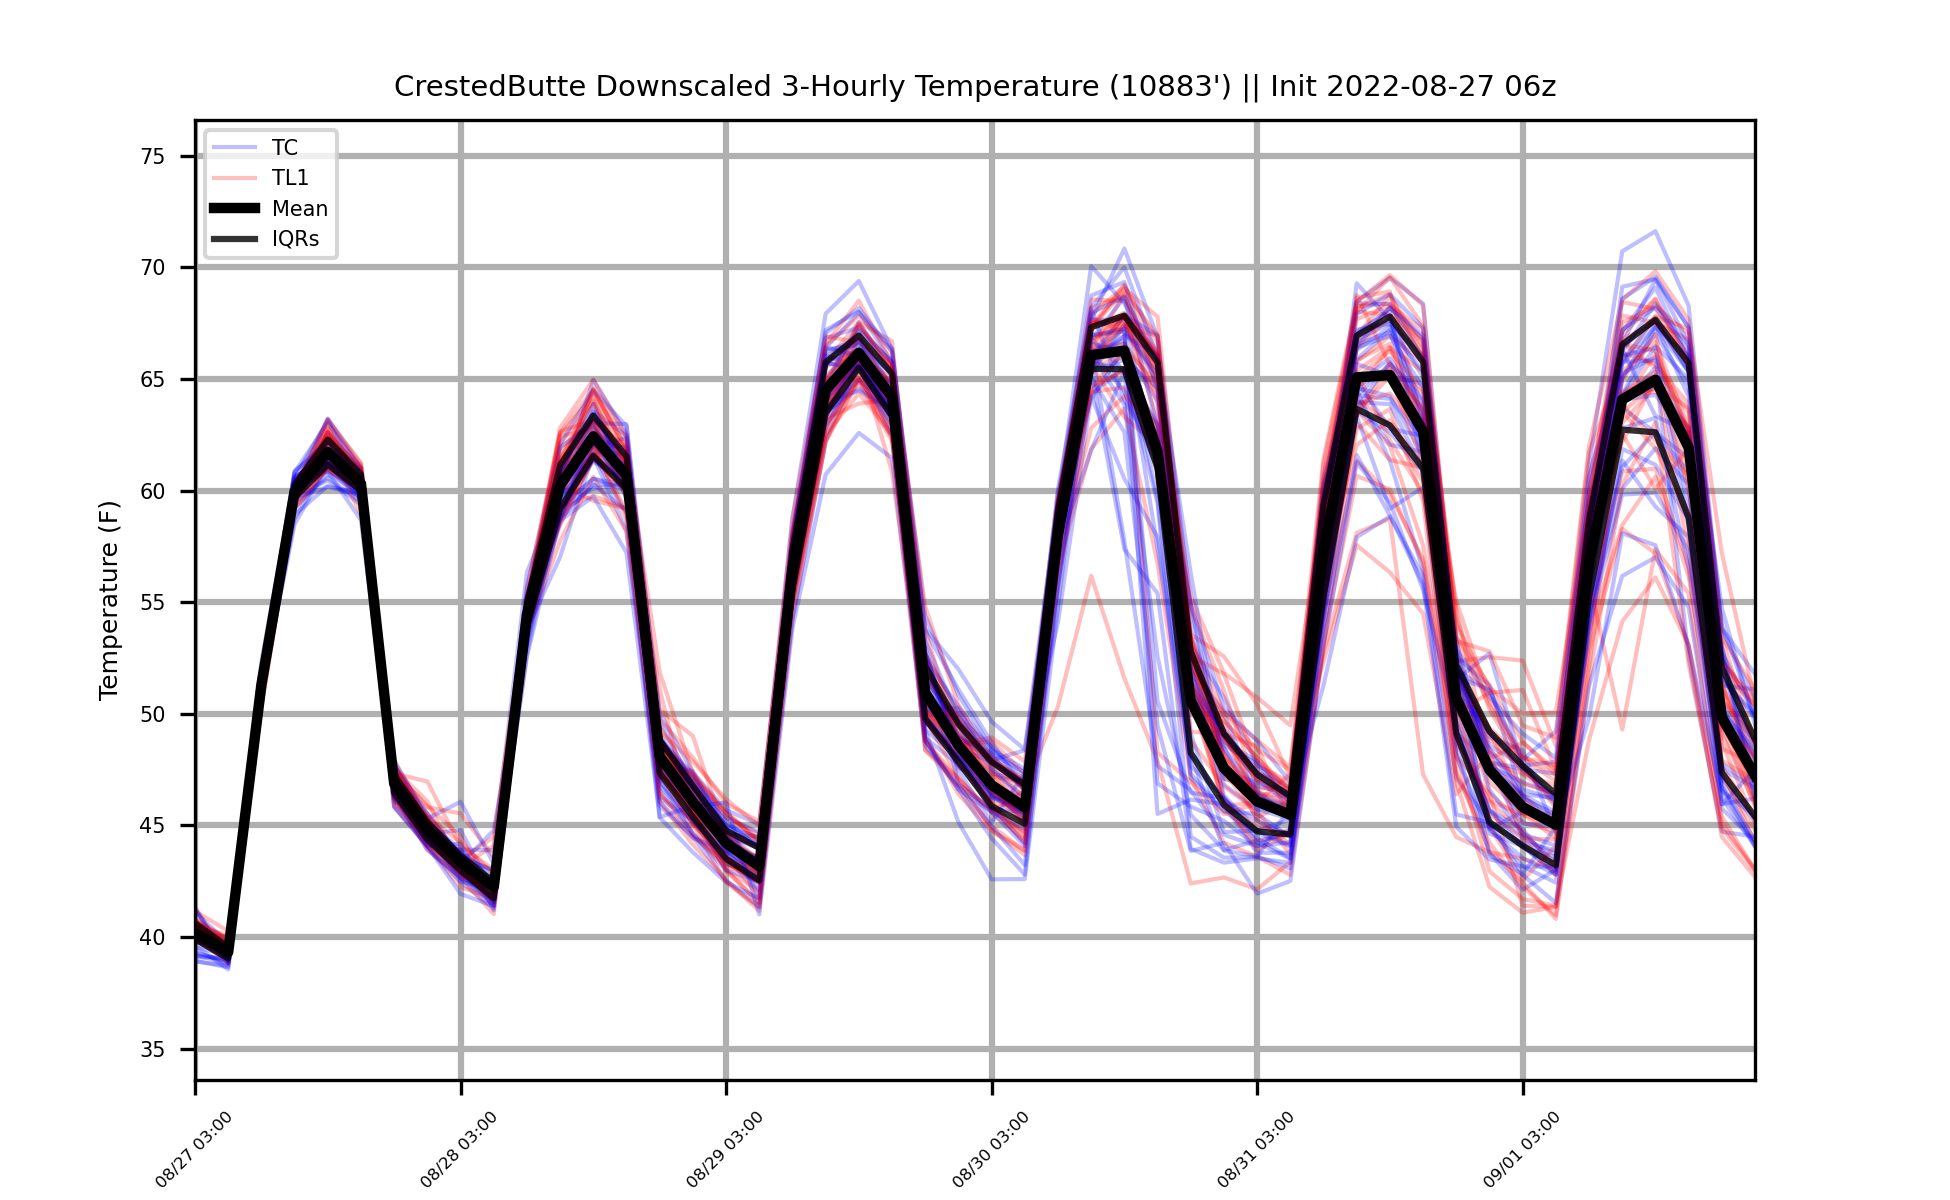 CrestedButte Downscaled 3-Hourly Temperature (10883') || Init 2022-08-27 06z
TC
TL1
Mean
IQRs
Temperature (F)
75
70
65
60
55
50
45
40
35
08/27 03:00
08/28 03:00
08/29 03:00
08/30 03:00
08/31 03:00
09/01 03:00